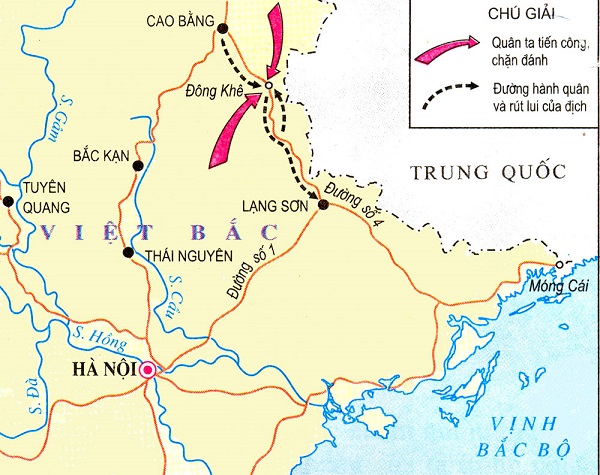 CHÚ GIẢI
Quân ta tiến công,
chặn đánh
Đường hành quân
và rút lui của địch
CAO BẰNG
Đông Khê
S. Gâm
BẮC KẠN
TRUNG QUỐC
TUYÊN
QUANG
LẠNG SƠN
Đường số 4
VIỆT BẮC
THÁI NGUYÊN
Đường số 1
S. Cầu
Móng Cái
S. Hồng
HÀ NỘI
S. Đà
VỊNH
BẮC BỘ